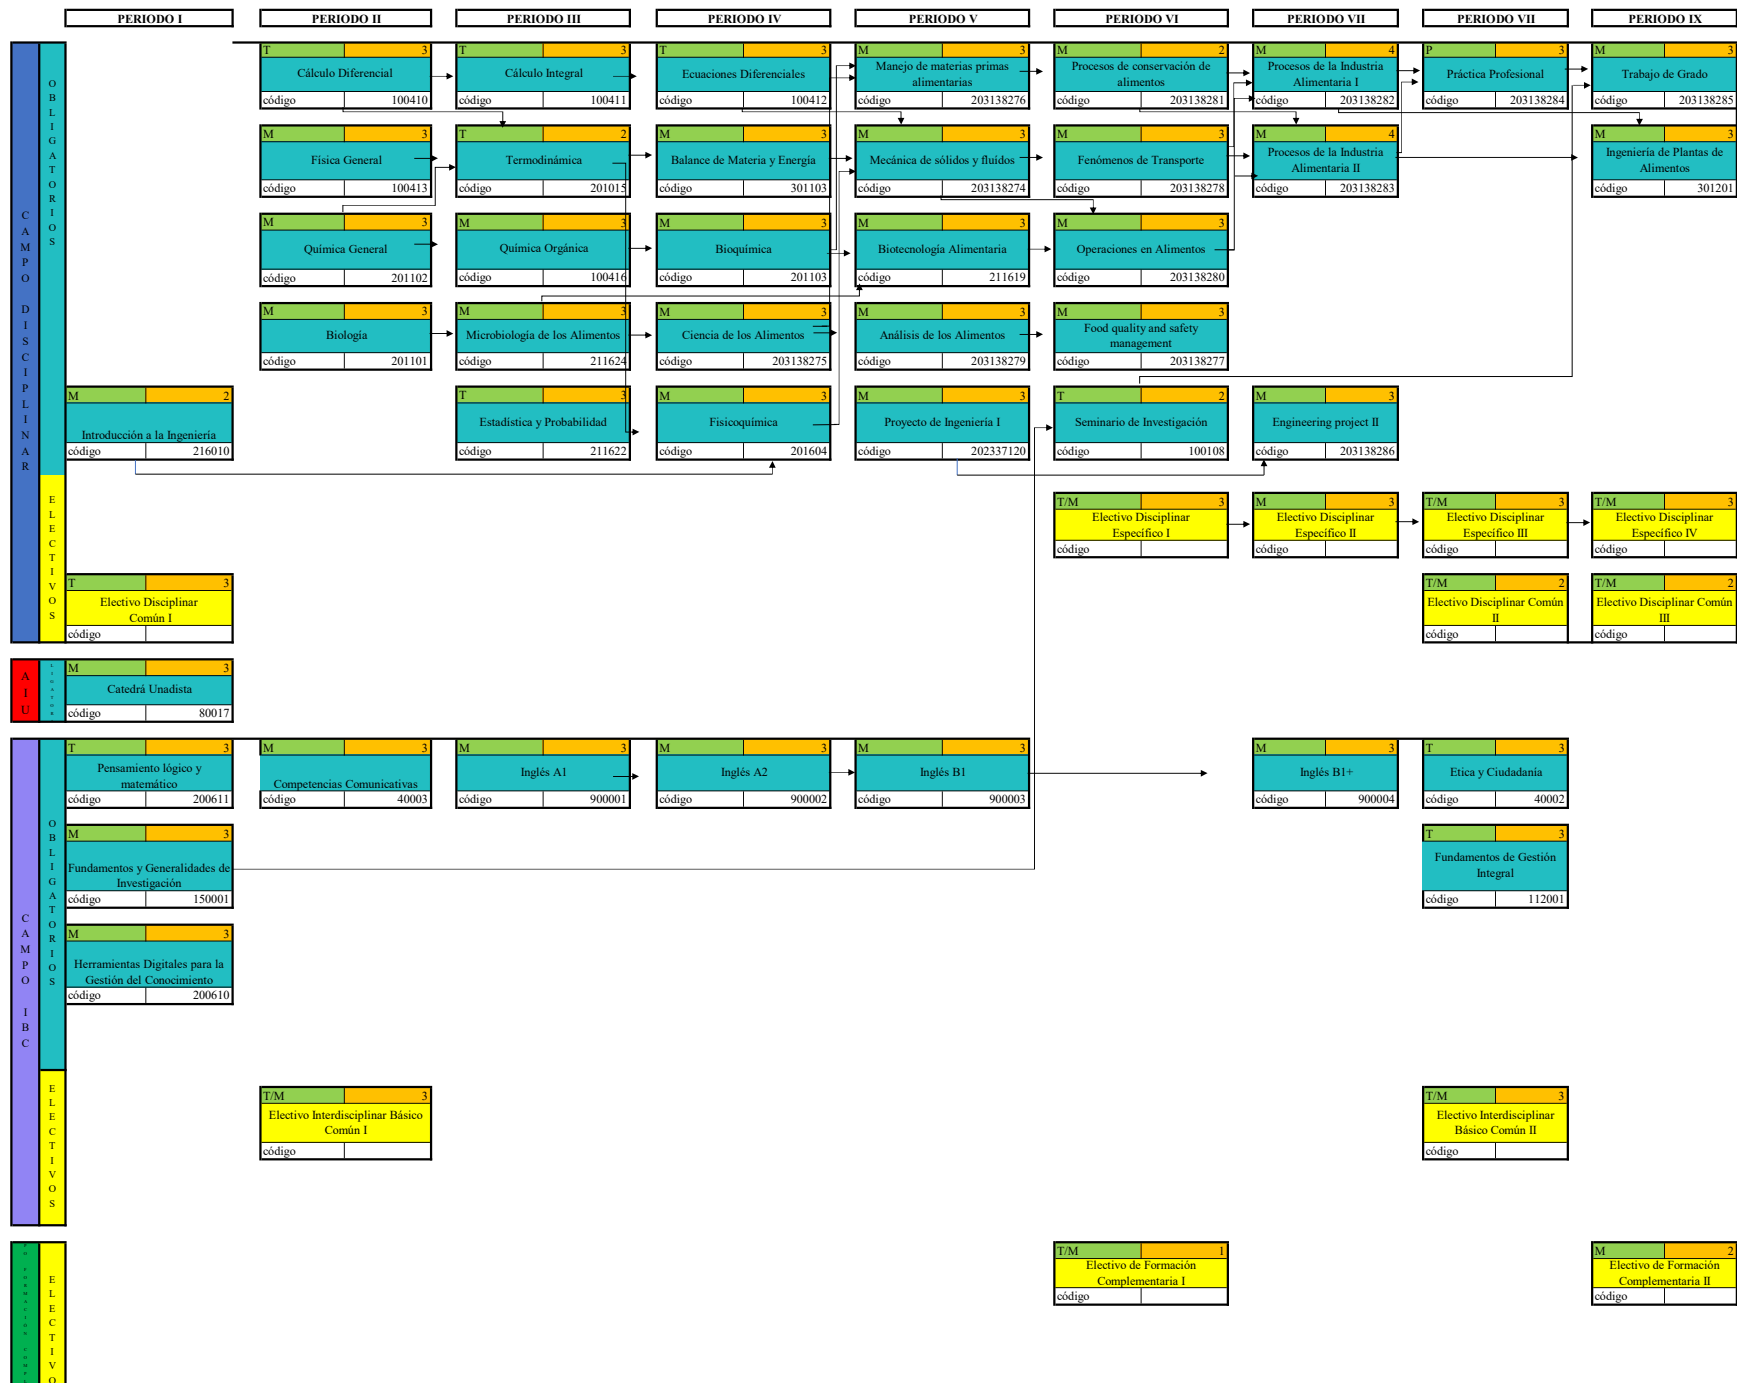 PERIODO I PERIODO II PERIODO III PERIODO IV PERIODO V PERIODO VI PERIODO VII PERIODO VII PERIODO IX
CAMPO DISCIPLINAR
OBLIGATORIOS
T 3 T 3 T 3 M 3 M 2 M 4 P 3 M 3
Cálculo Diferencial Cálculo Integral Ecuaciones Diferenciales Manejo de materias primas alimentarias Procesos de conservación de alimentos Procesos de la Industria Alimentaria I Práctica Profesional Trabajo de Grado
código 100410 código 100411 código 100412 código 203138276 código 203138281 código 203138282 código 203138284 código 203138285
M 3 T 2 M 3 M 3 M 3 M 4 M 3
Física General Termodinámica Balance de Materia y Energía Mecánica de sólidos y fluídos Fenómenos de Transporte Procesos de la Industria Alimentaria II Ingeniería de Plantas de Alimentos
código 100413 código 201015 código 301103 código 203138274 código 203138278 código 203138283 código 301201
M 3 M 3 M 3 M 3 M 3
Química General Química Orgánica Bioquímica Biotecnología Alimentaria Operaciones en Alimentos
código 201102 código 100416 código 201103 código 211619 código 203138280
M 3 M 3 M 3 M 3 M 3
Biología Microbiología de los Alimentos Ciencia de los Alimentos Análisis de los Alimentos Food quality and safety management
código 201101 código 211624 código 203138275 código 203138279 código 203138277
M 2 T 3 M 3 M 3 T 2 M 3
Introducción a la Ingeniería Estadística y Probabilidad Fisicoquímica Proyecto de Ingeniería I Seminario de Investigación Engineering project II
código 216010 código 211622 código 201604 código 202337120 código 100108 código 203138286
ELECTIVOS
T/M 3 M 3 T/M 3 T/M 3
Electivo Disciplinar Específico I Electivo Disciplinar Específico II Electivo Disciplinar Específico III Electivo Disciplinar Específico IV
código código código código
T 3 T/M 2 T/M 2
Electivo Disciplinar Común I Electivo Disciplinar Común II Electivo Disciplinar Común III
código código código
AIU
M 3
Catedrá Unadista
código 80017
CAMPO IBC
OBLIGATORIOS
T 3 M 3 M 3 M 3 M 3 M 3 T 3
Pensamiento lógico y matemático Competencias Comunicativas Inglés A1 Inglés A2 Inglés B1 Inglés B1+ Etica y Ciudadanía
código 200611 código 40003 código 900001 código 900002 código 900003 código 900004 código 40002
M 3 T 3
Fundamentos y Generalidades de Investigación Fundamentos de Gestión Integral
código 150001 código 112001
M 3
Herramientas Digitales para la Gestión del Conocimiento
código 200610
ELECTIVOS
T/M 3 T/M 3
Electivo Interdisciplinar Básico Común I Electivo Interdisciplinar Básico Común II
código código
ELECTIVO
T/M 1 M 2
Electivo de Formación Complementaria I Electivo de Formación Complementaria II
código código